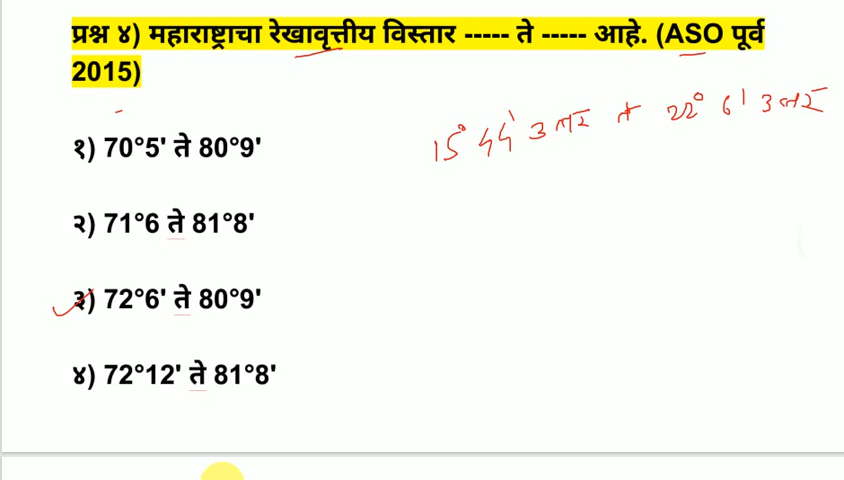 प्रश्न ४) महाराष्ट्राचा रेखावृत्तीय विस्तार ----- ते ----- आहे. (ASO पूर्व
2015)
15° 44' उत्तर ते 22° 6' उत्तर
१) 70°5' ते 80°9'
२) 71°6 ते 81°8'
३) 72°6' ते 80°9'
४) 72°12' ते 81°8'